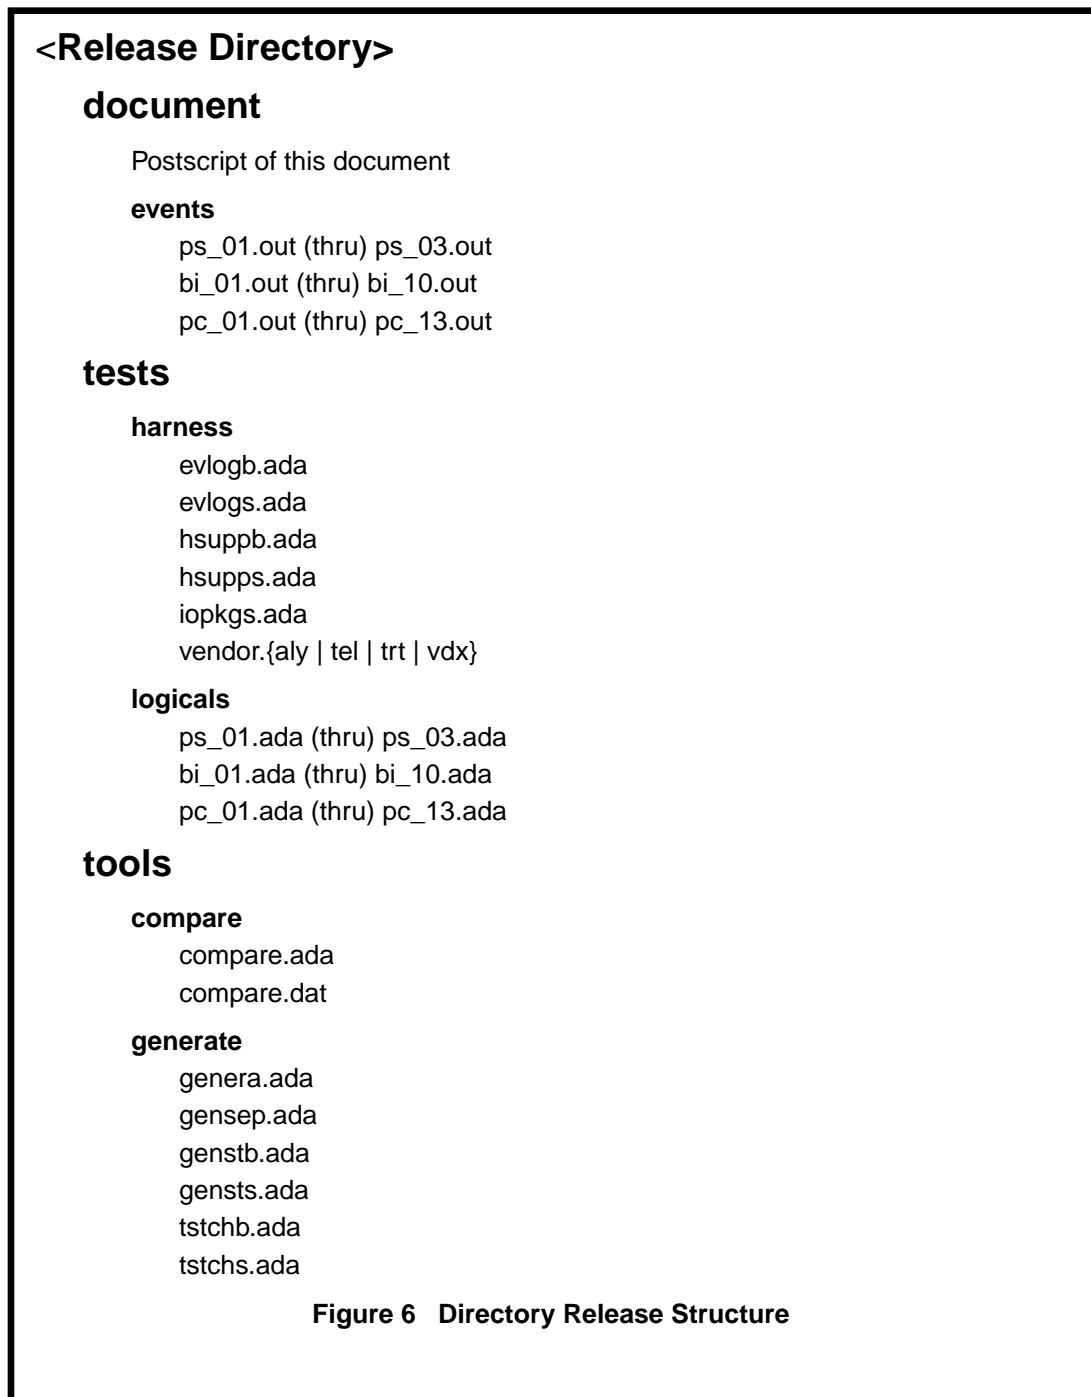 <Release Directory>
document
Postscript of this document
events
ps_01.out (thru) ps_03.out
bi_01.out (thru) bi_10.out
pc_01.out (thru) pc_13.out
tests
harness
evlogb.ada
evlogs.ada
hsuppb.ada
hsupps.ada
iopkgs.ada
vendor.{aly | tel | trt | vdx}
logicals
ps_01.ada (thru) ps_03.ada
bi_01.ada (thru) bi_10.ada
pc_01.ada (thru) pc_13.ada
tools
compare
compare.ada
compare.dat
generate
genera.ada
gensep.ada
genstb.ada
gensts.ada
tstchb.ada
tstchs.ada
Figure 6 Directory Release Structure